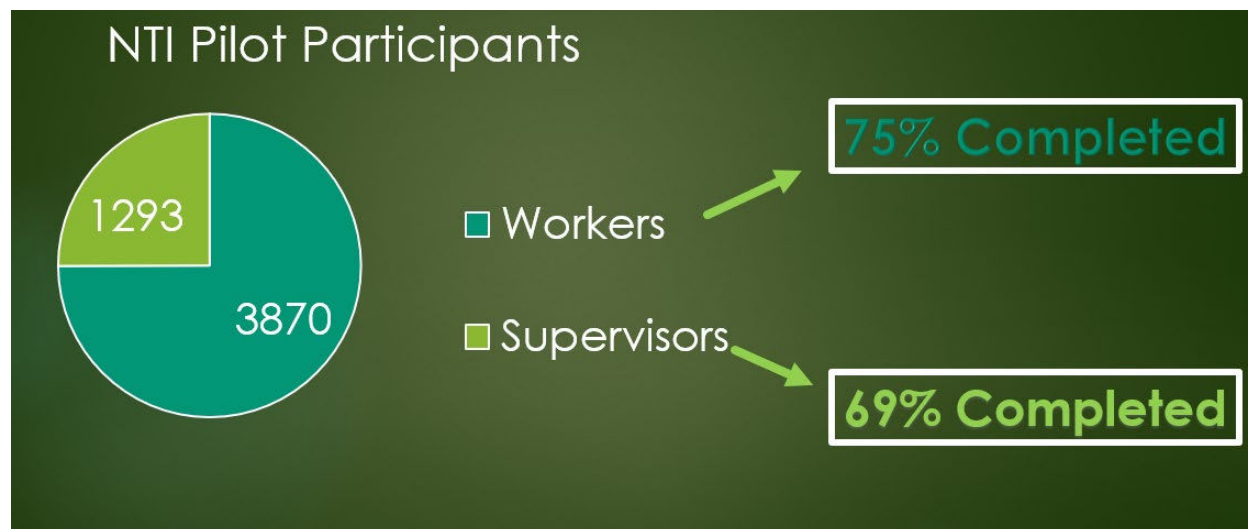 NTI Pilot Participants
75% Completed
1293
Workers
3870
Supervisors
69% Completed